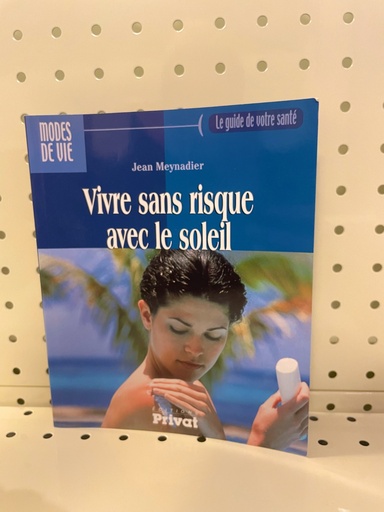 MODES
DE VIE
Le guide de votre santé
Jean Meynadier
Vivre sans risque
avec le soleil
Privat